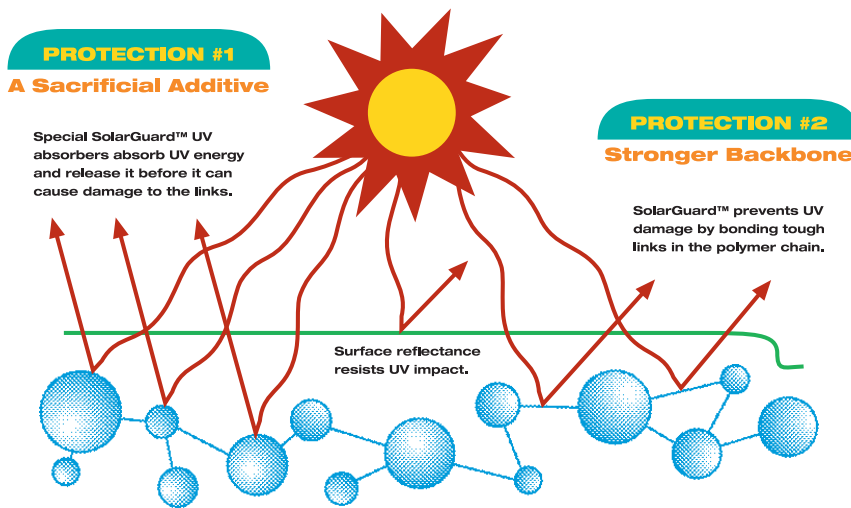 PROTECTION #1
A Sacrificial Additive
Special SolarGuard™ UV
absorbers absorb UV energy
and release it before it can
cause damage to the links.
PROTECTION #2
Stronger Backbone
SolarGuard™ prevents UV
damage by bonding tough
links in the polymer chain.
Surface reflectance
resists UV impact.